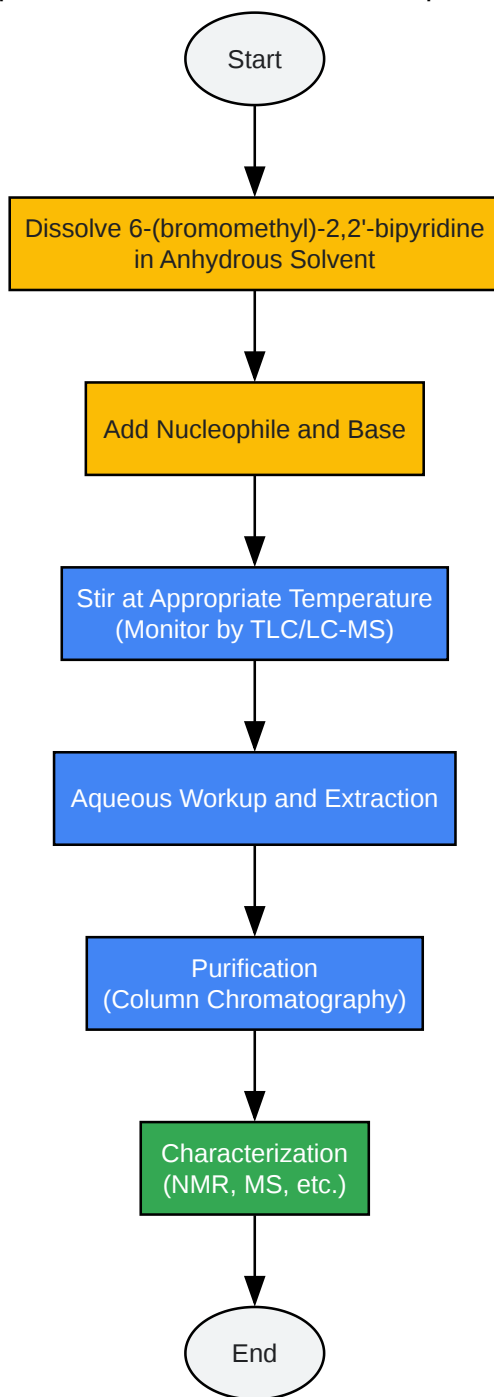 Start
Dissolve 6-(bromomethyl)-2,2'-bipyridine
in Anhydrous Solvent
Add Nucleophile and Base
Stir at Appropriate Temperature
(Monitor by TLC/LC-MS)
Aqueous Workup and Extraction
Purification
(Column Chromatography)
Characterization
(NMR, MS, etc.)
End